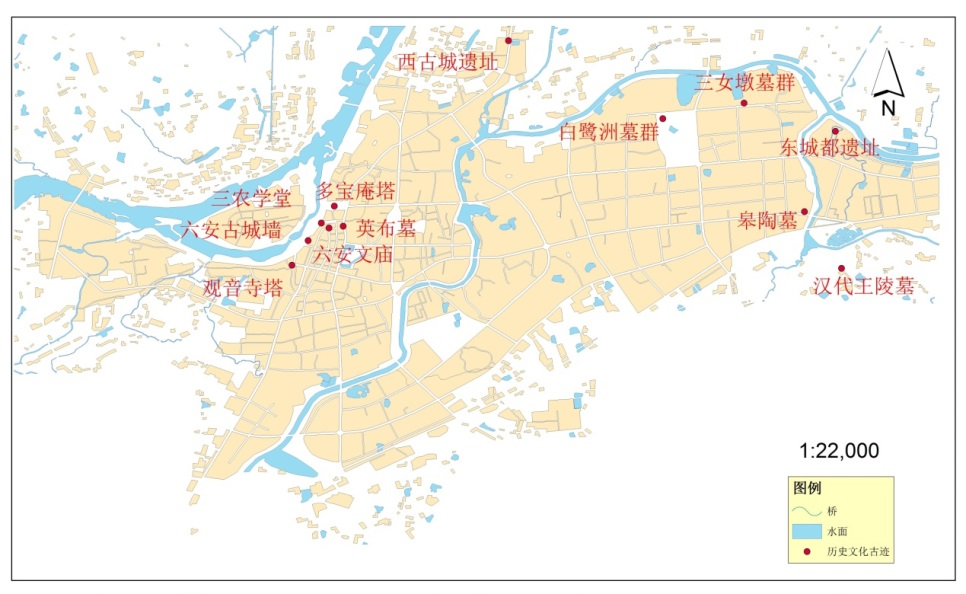 西古城遗址
三女墩墓群
白鹭洲墓群
东城都遗址
三农学堂
多宝庵塔
六安古城墙
英布墓
皋陶墓
六安文庙
观音寺塔
汉代王陵墓
N
1:22,000
图例
桥
水面
历史文化古迹